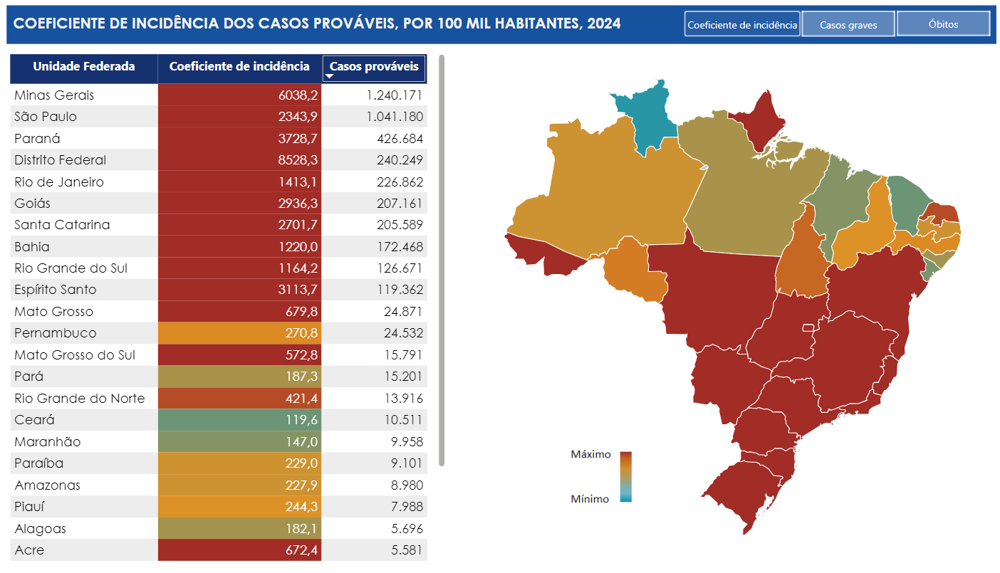 COEFICIENTE DE INCIDÊNCIA DOS CASOS PROVÁVEIS, POR 100 MIL HABITANTES, 2024
Coeficiente de incidência
Casos graves
Óbitos
Unidade Federada Coeficiente de incidência Casos prováveis
Minas Gerais 6038,2 1.240.171
São Paulo 2343,9 1.041.180
Paraná 3728,7 426.684
Distrito Federal 8528,3 240.249
Rio de Janeiro 1413,1 226.862
Goiás 2936,3 207.161
Santa Catarina 2701,7 205.589
Bahia 1220,0 172.468
Rio Grande do Sul 1164,2 126.671
Espírito Santo 3113,7 119.362
Mato Grosso 679,8 24.871
Pernambuco 270,8 24.532
Mato Grosso do Sul 572,8 15.791
Pará 187,3 15.201
Rio Grande do Norte 421,4 13.916
Ceará 119,6 10.511
Maranhão 147,0 9.958
Paraíba 229,0 9.101
Amazonas 227,9 8.980
Piauí 244,3 7.988
Alagoas 182,1 5.696
Acre 672,4 5.581
Máximo
Mínimo